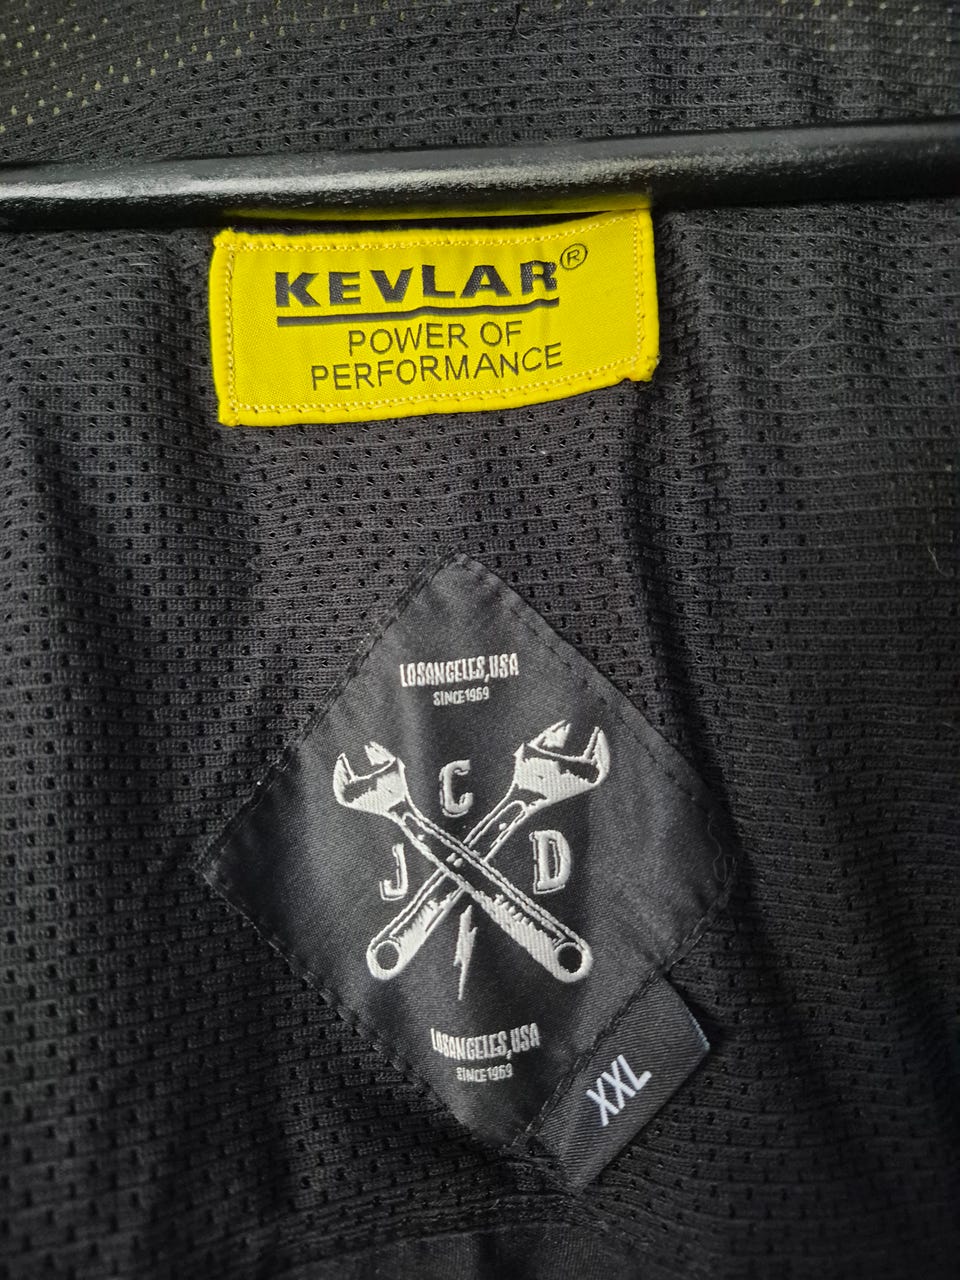 KEVLAR®
POWER OF
PERFORMANCE
LOSANGELES,USA
SINCE1969
C
J D
LOSANGELES,USA
SINCE1969
XXL